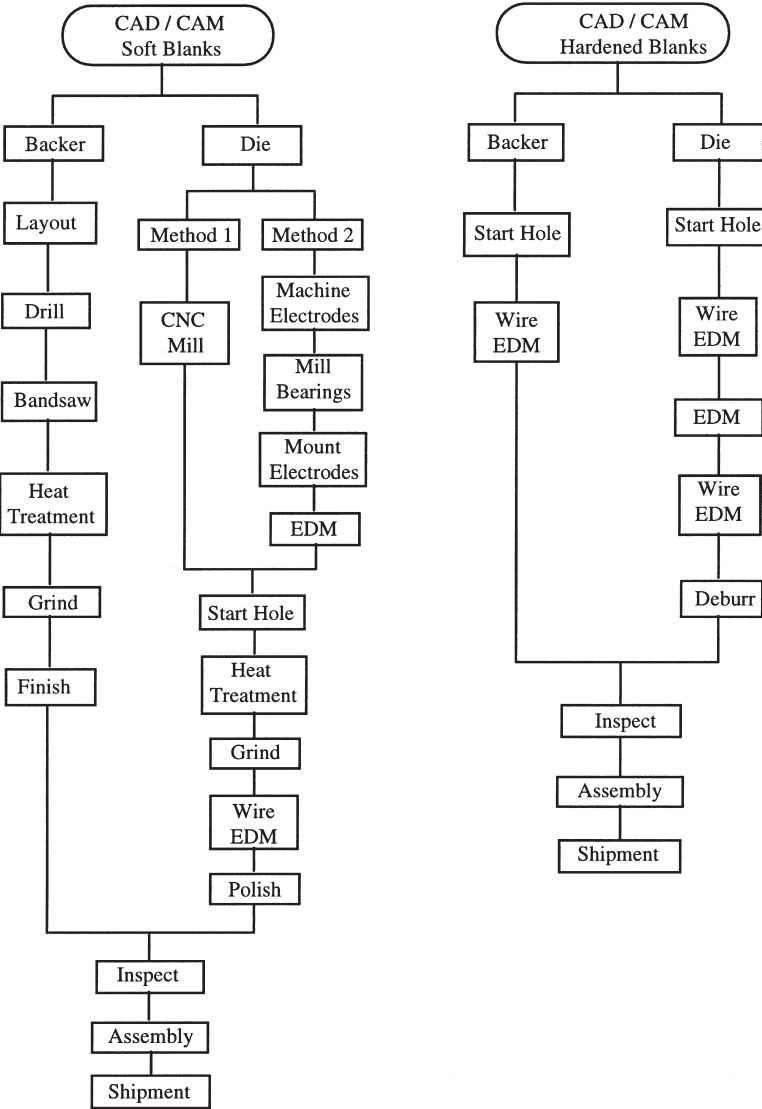 CAD / CAM
Soft Blanks
Backer
Die
Layout
Method 1
Method 2
Drill
CNC
Mill
Machine
Electrodes
Bandsaw
Mill
Bearings
Heat
Treatment
Mount
Electrodes
EDM
Grind
Start Hole
Finish
Heat
Treatment
Grind
Wire
EDM
Polish
Inspect
Assembly
Shipment
CAD / CAM
Hardened Blanks
Backer
Die
Start Hole
Start Hole
Wire
EDM
Wire
EDM
EDM
Wire
EDM
Deburr
Inspect
Assembly
Shipment